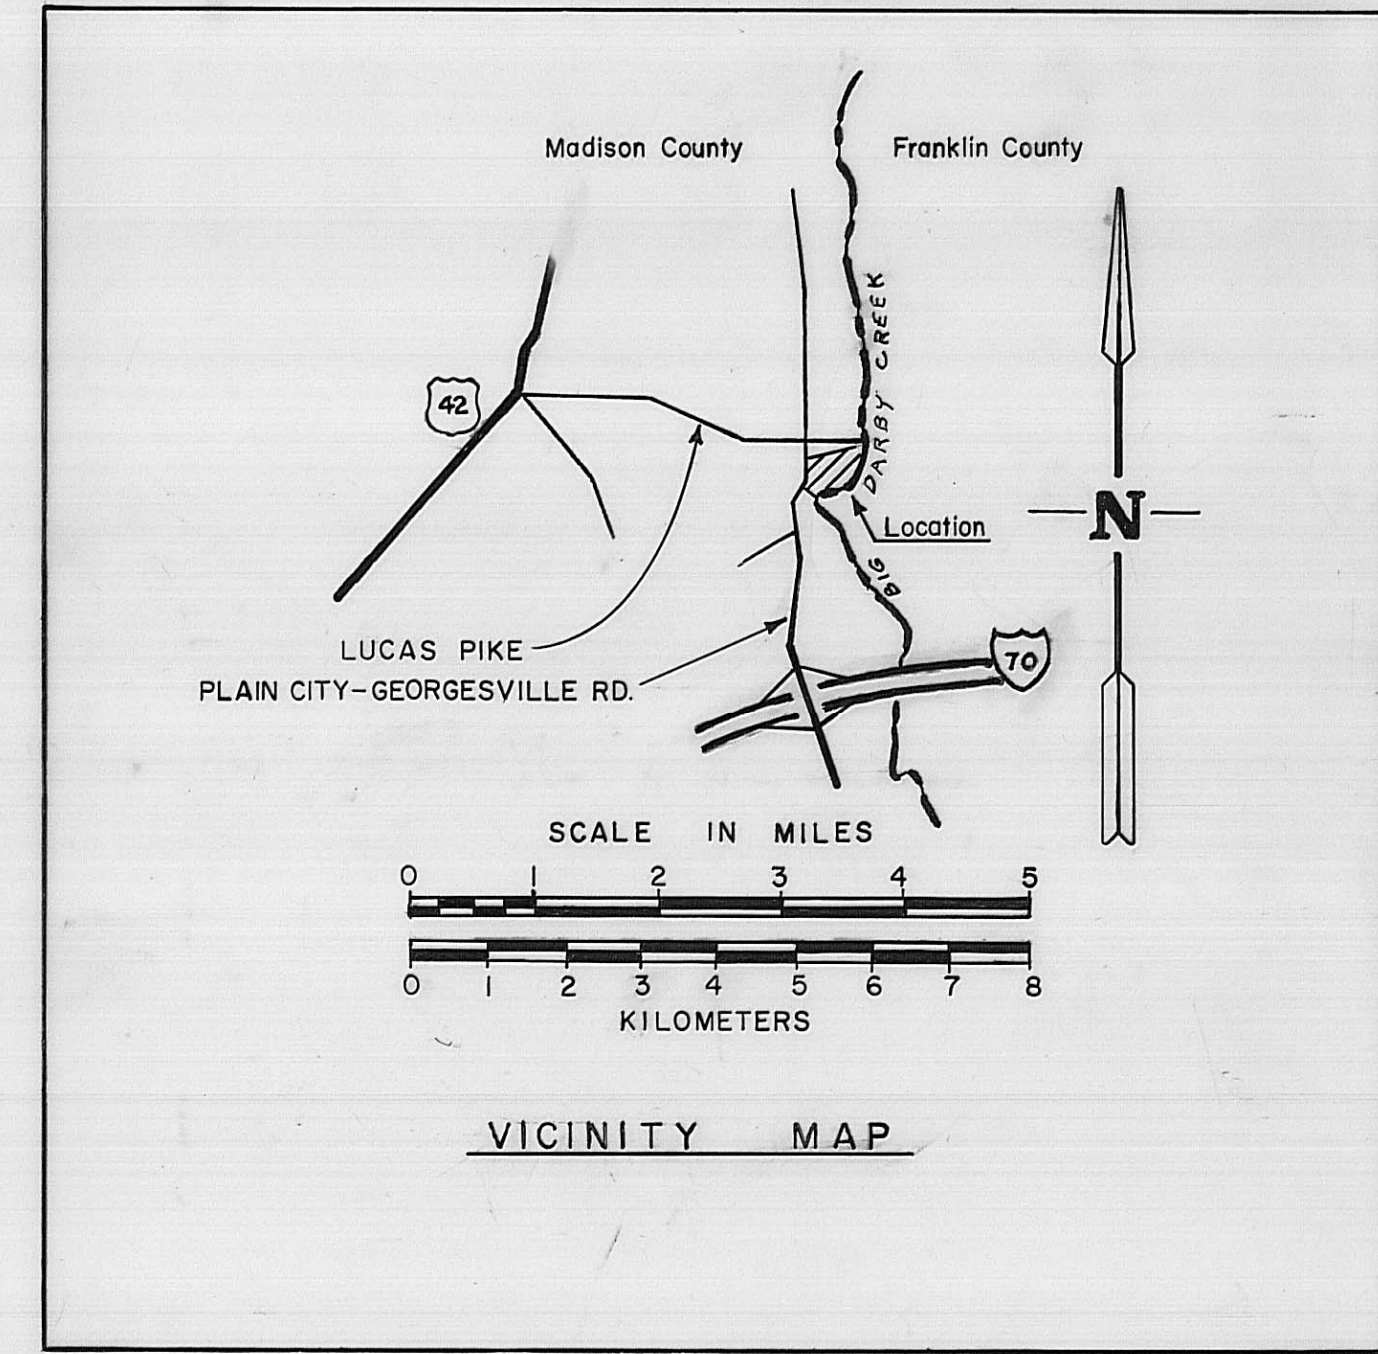 Madison County
Franklin County
DARBY CREEK
42
Location
N
BIG
LUCAS PIKE
70
PLAIN CITY-GEORGESVILLE RD.
SCALE IN MILES
0 1 2 3 4 5
0 1 2 3 4 5 6 7 8
KILOMETERS
VICINITY MAP